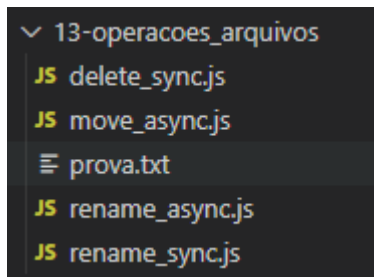 13-operacoes_arquivos
JS delete_sync.js
JS move_async.js
prova.txt
JS rename_async.js
JS rename_sync.js